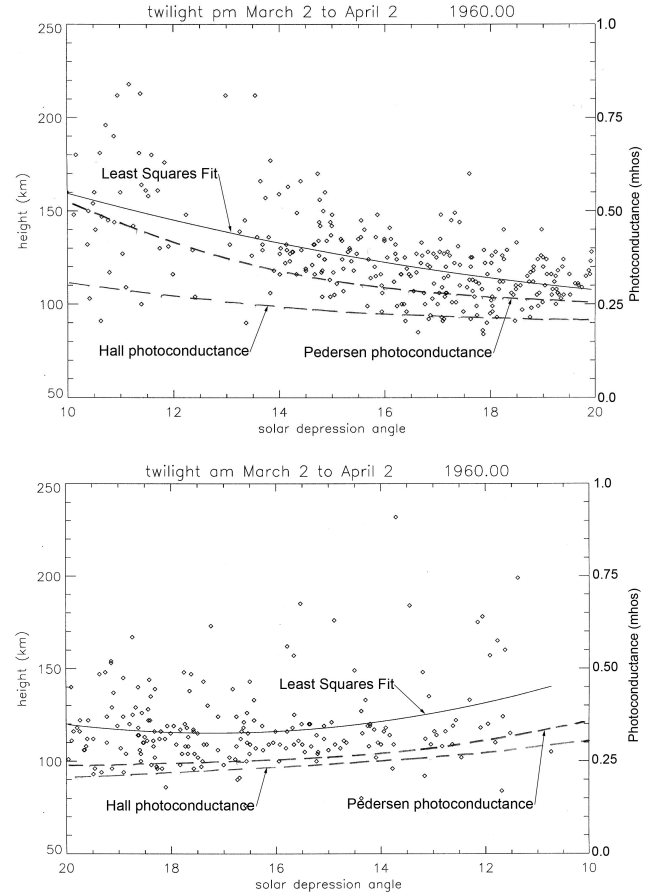 twilight pm March 2 to April 2 1960.00
250
200
150
100
50
height (km)
1.0
0.75
0.50
0.25
0.0
Photoconductance (mhos)
Least Squares Fit
Hall photoconductance
Pedersen photoconductance
10 12 14 16 18 20
solar depression angle
twilight am March 2 to April 2 1960.00
250
200
150
100
50
height (km)
1.0
0.75
0.50
0.25
0.0
Photoconductance (mhos)
Least Squares Fit
Hall photoconductance
Pedersen photoconductance
20 18 16 14 12 10
solar depression angle